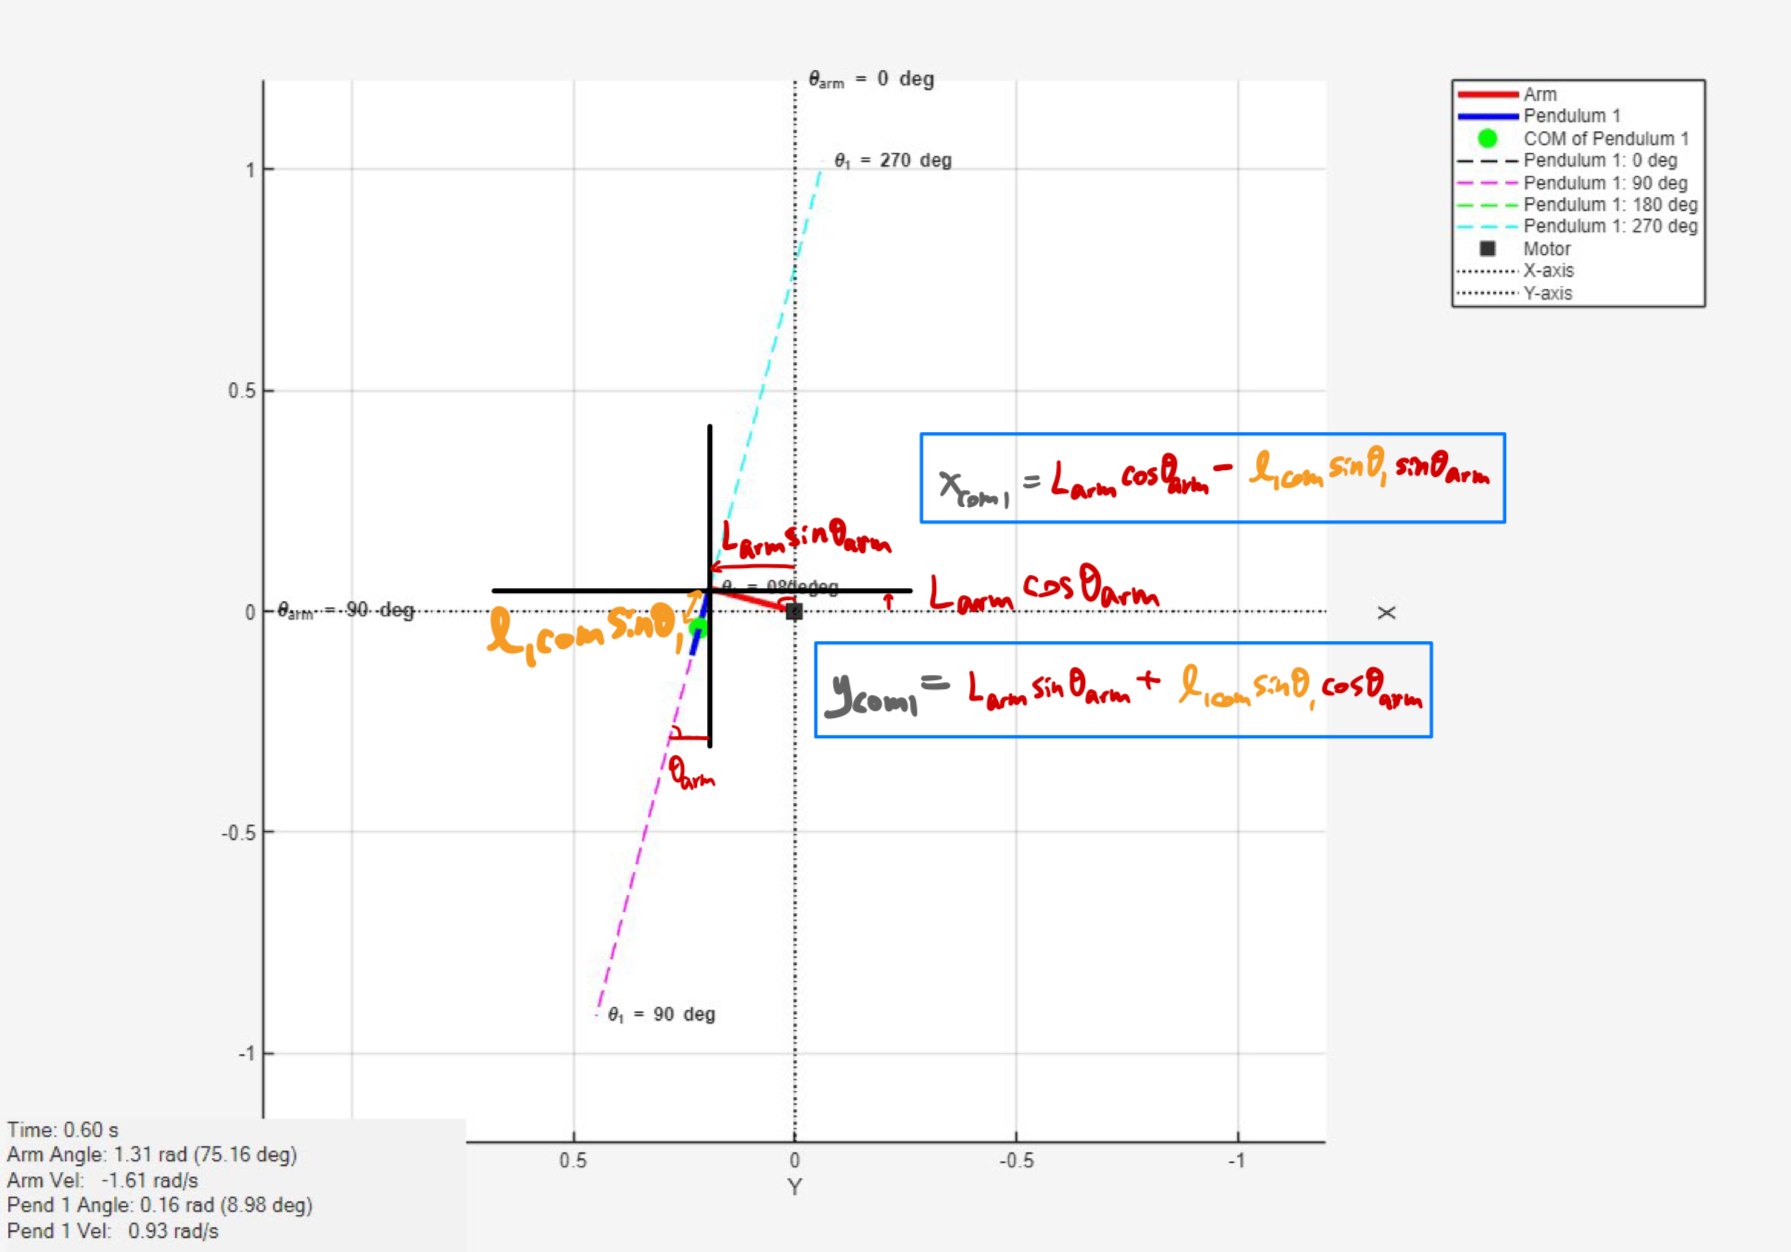 θarm = 0 deg
Arm
Pendulum 1
COM of Pendulum 1
Pendulum 1: 0 deg
Pendulum 1: 90 deg
Pendulum 1: 180 deg
Pendulum 1: 270 deg
Motor
X-axis
Y-axis
θ1 = 270 deg
1
0.5
xcom1 = Larm cosθarm - l1com sinθ1 sinθarm
Larm sinθarm
Larm cosθarm
0
θarm = 90 deg
X
l1com sinθ1
ycom1 = Larm sinθarm + l1com sinθ1 cosθarm
θarm
-0.5
θ1 = 90 deg
-1
0.5
0
-0.5
-1
Y
Time: 0.60 s
Arm Angle: 1.31 rad (75.16 deg)
Arm Vel: -1.61 rad/s
Pend 1 Angle: 0.16 rad (8.98 deg)
Pend 1 Vel: 0.93 rad/s